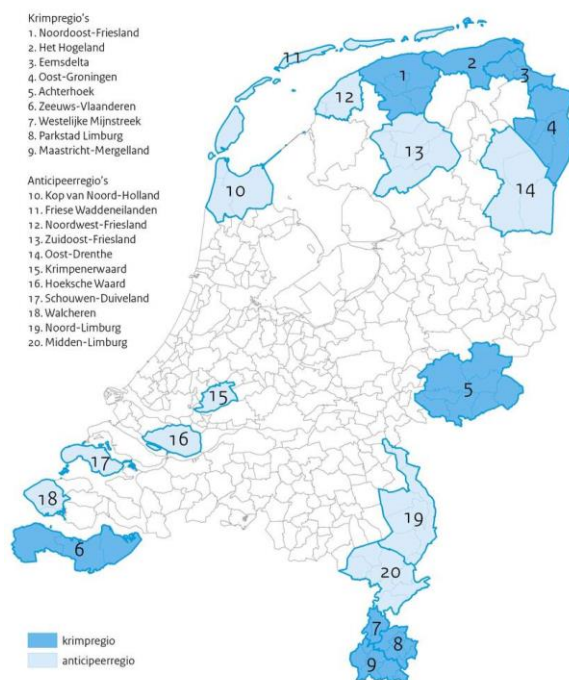 Krimpregio's
1. Noordoost-Friesland
2. Het Hogeland
3. Eemsdelta
4. Oost-Groningen
5. Achterhoek
6. Zeeuws-Vlaanderen
7. Westelijke Mijnstreek
8. Parkstad Limburg
9. Maastricht-Mergelland
Anticipeerregio's
10. Kop van Noord-Holland
11. Friese Waddeneilanden
12. Noordwest-Friesland
13. Zuidoost-Friesland
14. Oost-Drenthe
15. Krimpenerwaard
16. Hoeksche Waard
17. Schouwen-Duiveland
18. Walcheren
19. Noord-Limburg
20. Midden-Limburg
11
1
2
3
12
4
13
10
14
5
15
16
17
18
19
6
20
7
8
9
krimpregio
anticipeerregio